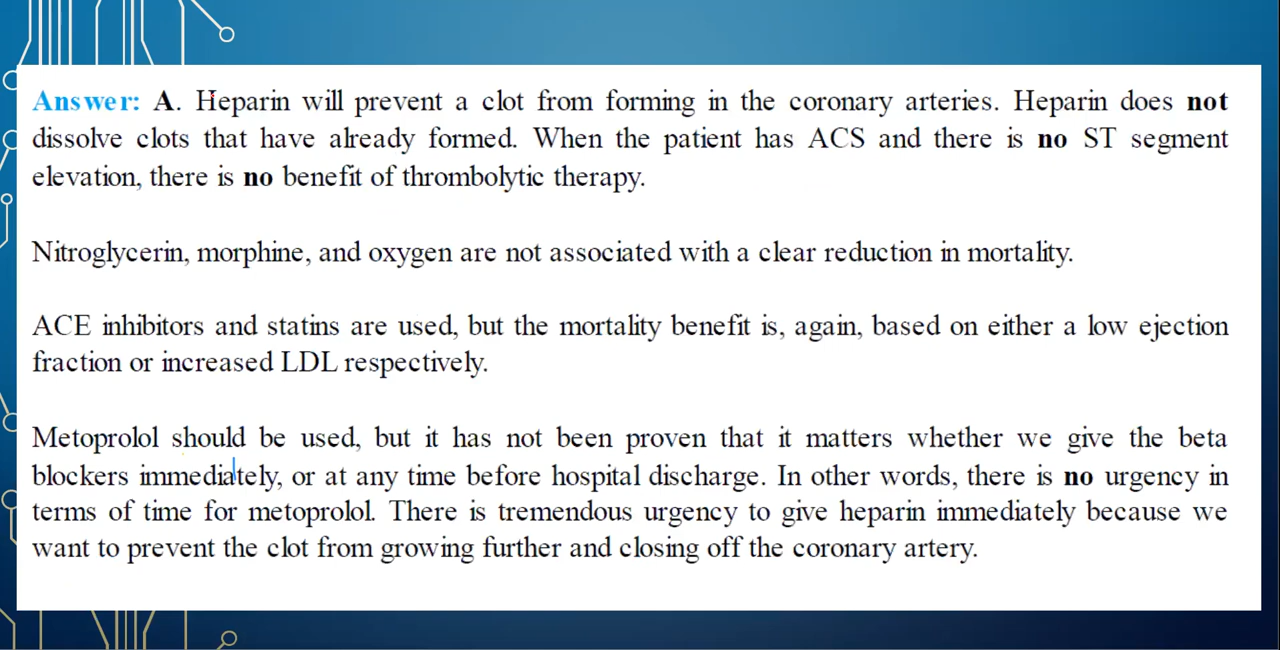 Answer: A. Heparin will prevent a clot from forming in the coronary arteries. Heparin does not
dissolve clots that have already formed. When the patient has ACS and there is no ST segment
elevation, there is no benefit of thrombolytic therapy.
Nitroglycerin, morphine, and oxygen are not associated with a clear reduction in mortality.
ACE inhibitors and statins are used, but the mortality benefit is, again, based on either a low ejection
fraction or increased LDL respectively.
Metoprolol should be used, but it has not been proven that it matters whether we give the beta
blockers immediately, or at any time before hospital discharge. In other words, there is no urgency in
terms of time for metoprolol. There is tremendous urgency to give heparin immediately because we
want to prevent the clot from growing further and closing off the coronary artery.